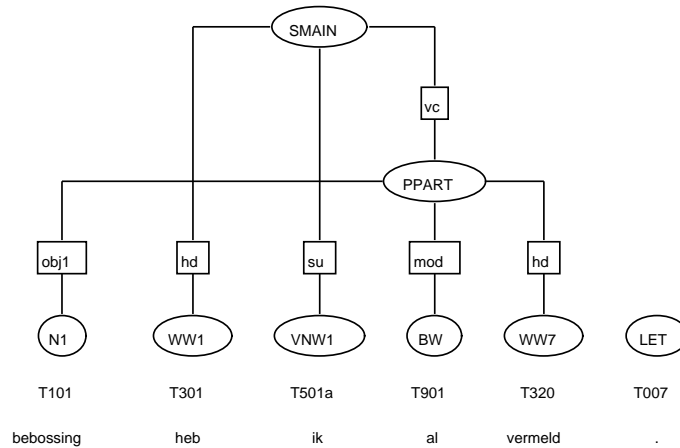 SMAIN
vc
PPART
obj1 hd su mod hd
N1 WW1 VNW1 BW WW7 LET
T101 T301 T501a T901 T320 T007
bebossing heb ik al vermeld .